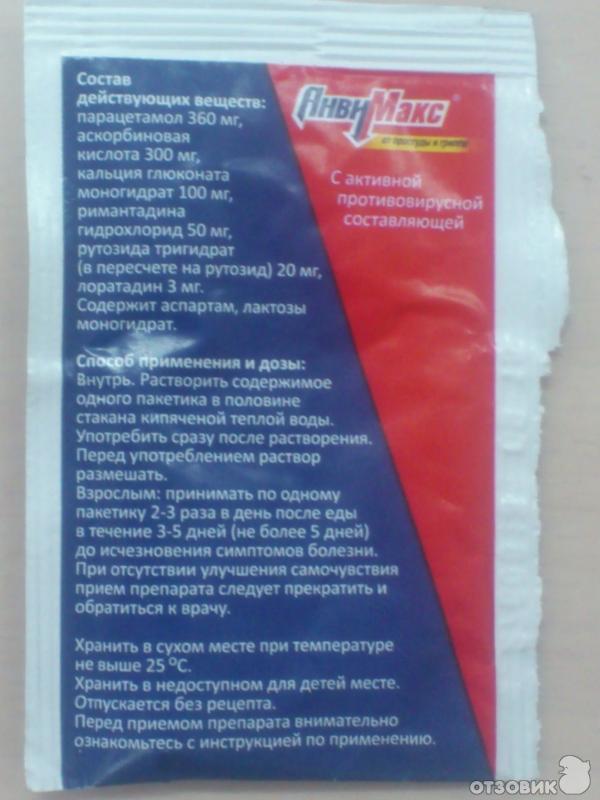 Состав
действующих веществ:
парацетамол 360 мг,
аскорбиновая
кислота 300 мг,
кальция глюконата
моногидрат 100 мг,
римантадина
гидрохлорид 50 мг,
рутозида тригидрат
(в пересчете на рутозид) 20 мг,
лоратадин 3 мг.
Содержит аспартам, лактозы
моногидрат.
Способ применения и дозы:
Внутрь. Растворить содержимое
одного пакетика в половине
стакана кипяченой теплой воды.
Употребить сразу после растворения.
Перед употреблением раствор
размешать.
Взрослым: принимать по одному
пакетику 2-3 раза в день после еды
в течение 3-5 дней (не более 5 дней)
до исчезновения симптомов болезни.
При отсутствии улучшения самочувствия
прием препарата следует прекратить и
обратиться к врачу.
Хранить в сухом месте при температуре
не выше 25 °С.
Хранить в недоступном для детей месте.
Отпускается без рецепта.
Перед приемом препарата внимательно
ознакомьтесь с инструкцией по применению.
АнвиМакс®
от простуды и гриппа
С активной
противовирусной
составляющей
ОТЗОВИК